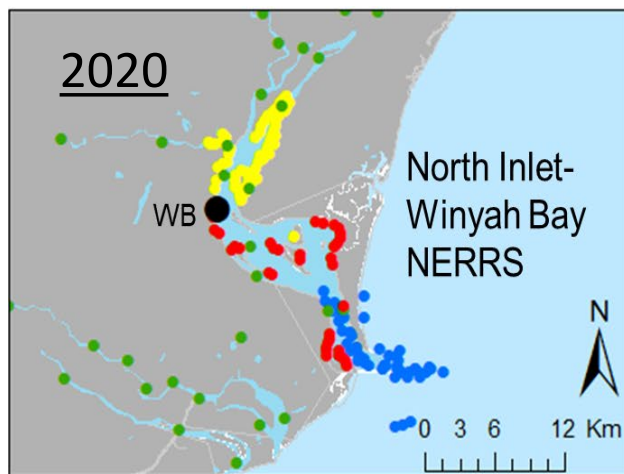 2020
North Inlet-
Winyah Bay
NERRS
WB
N
0 3 6 12 Km